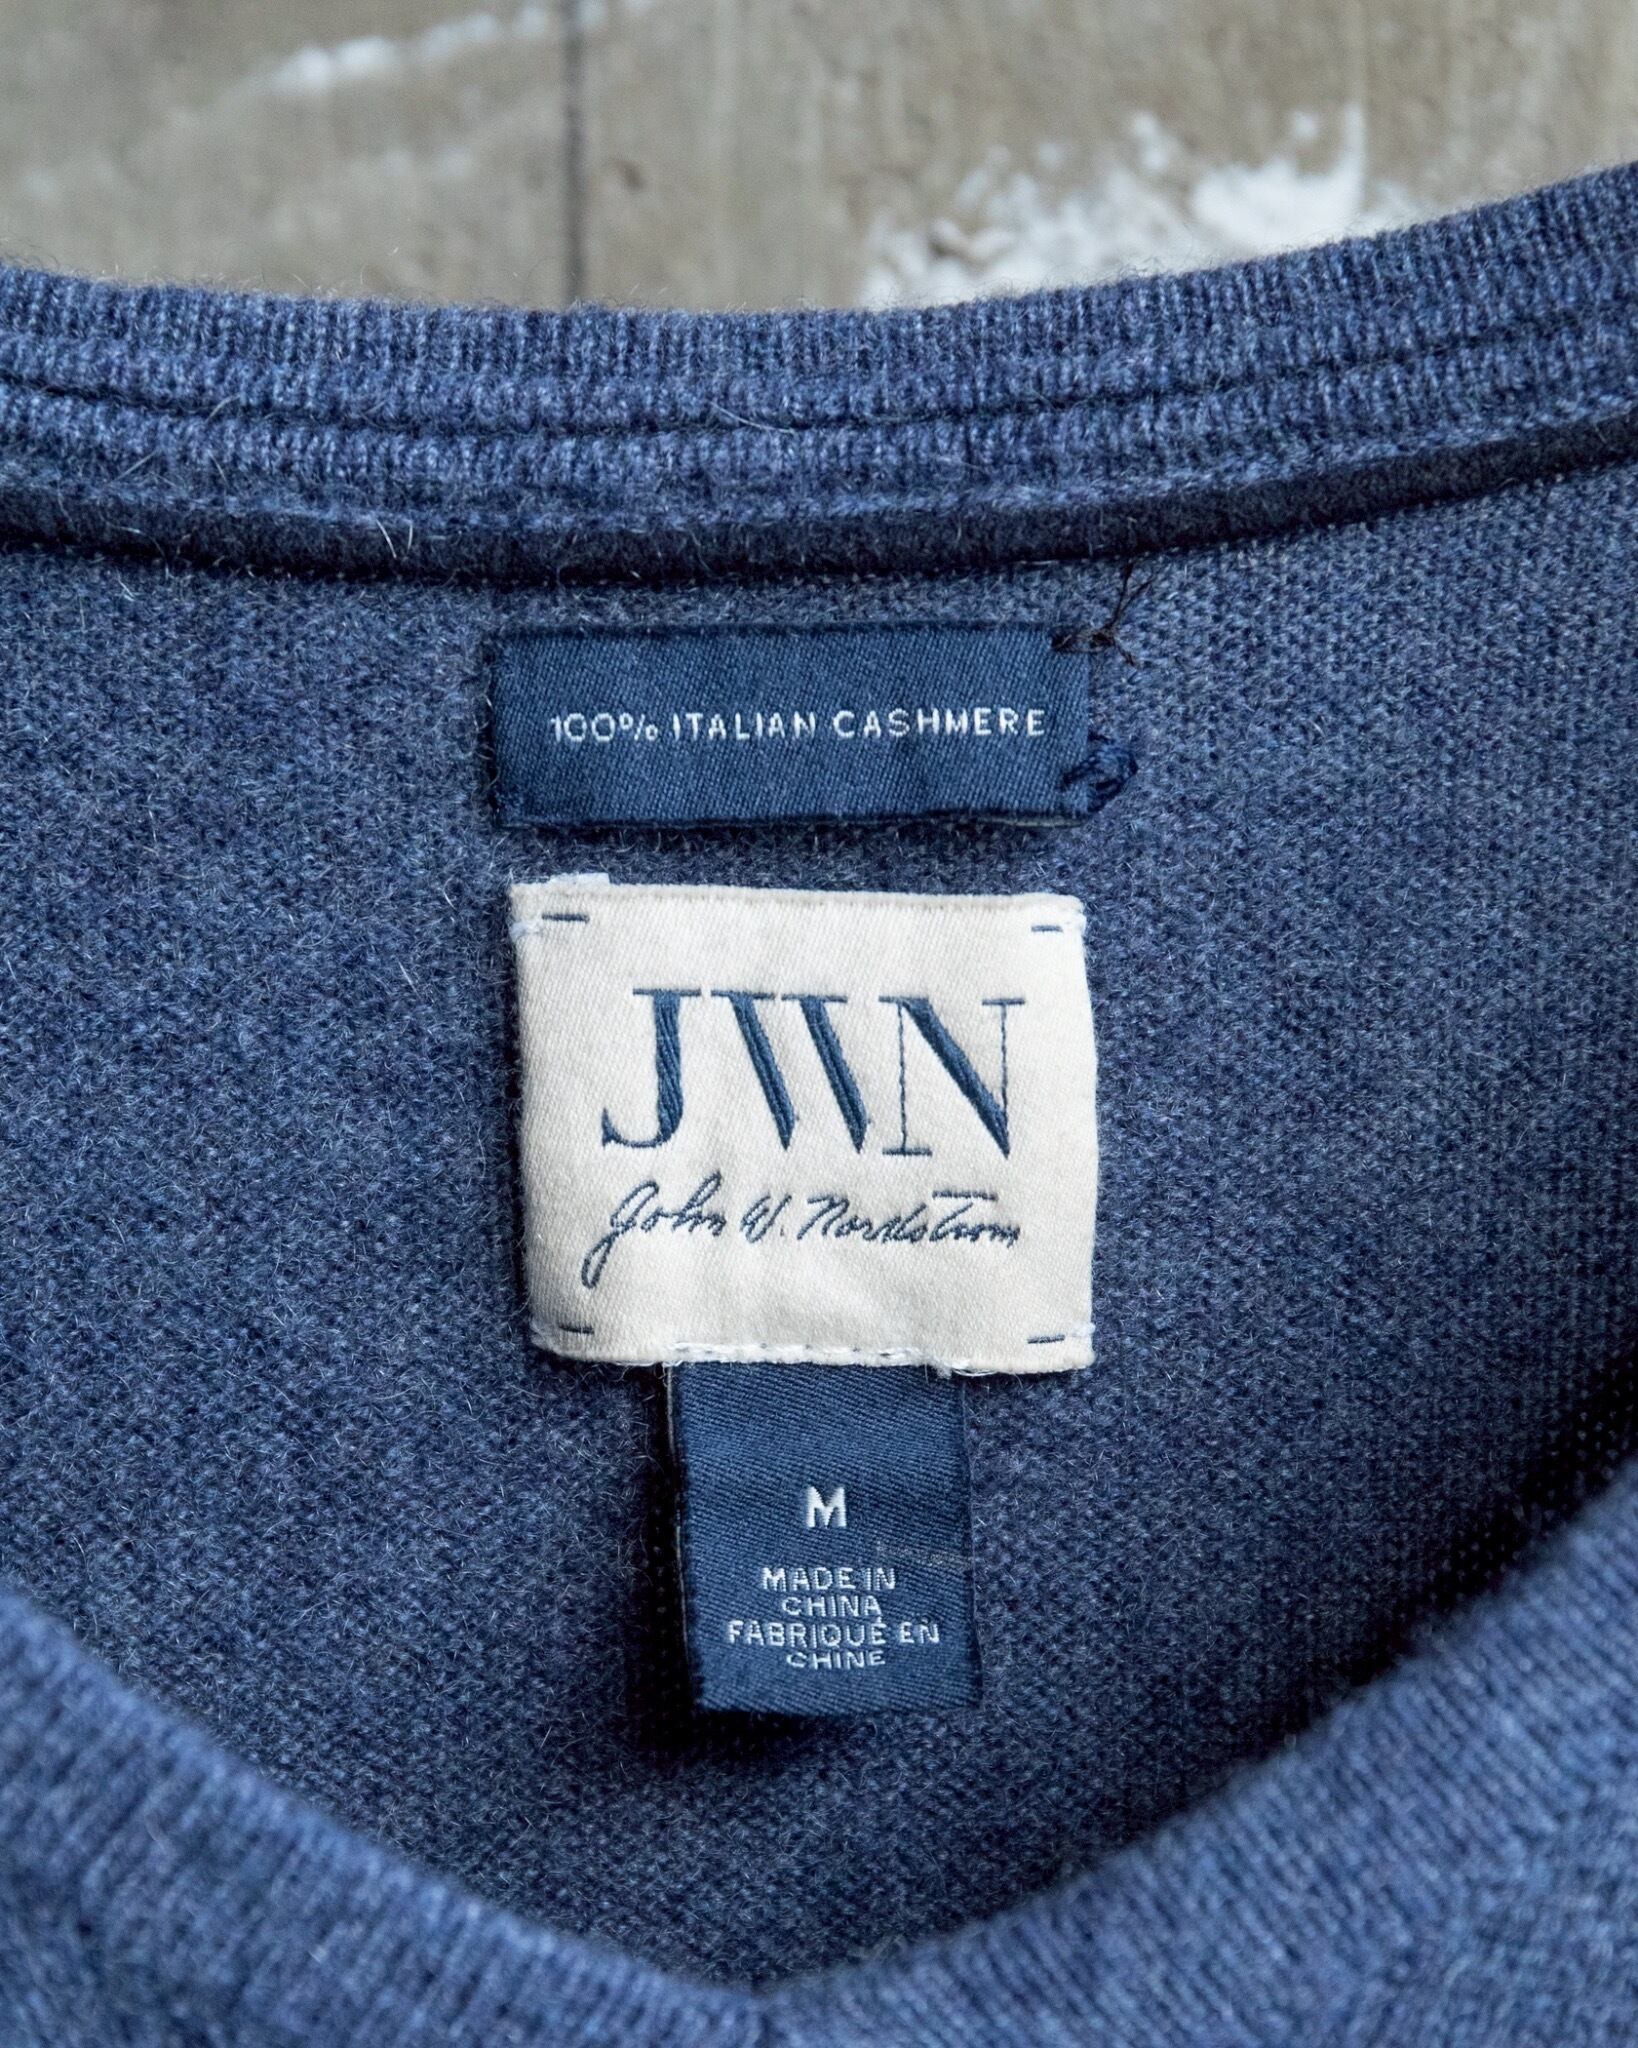 100% ITALIAN CASHMERE
JWN
John W. Nordstrom
M
MADE IN
CHINA
FABRIQUÉ EN
CHINE